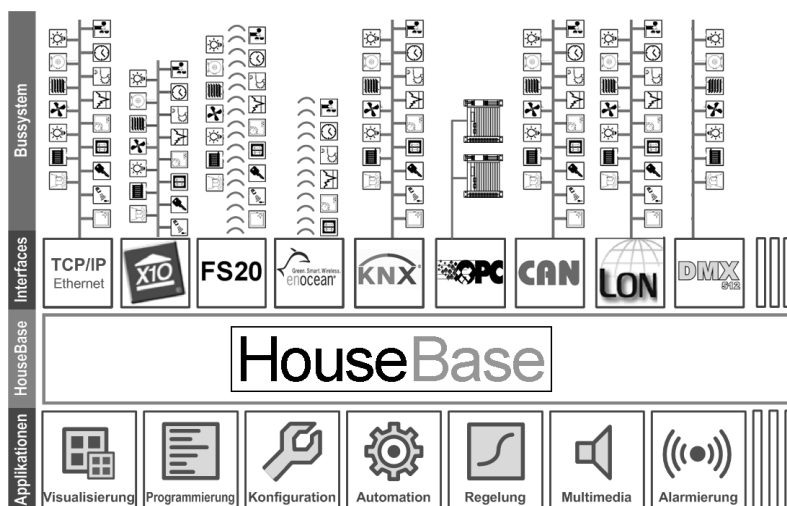 Bussystem
Interfaces
TCP/IP
Ethernet
X10
®
FS20
Green. Smart. Wireless.
enocean®
KNX®
OPC
CAN
LON
DMX
512
HouseBase
HouseBase
Applikationen
Visualisierung
Programmierung
Konfiguration
Automation
Regelung
Multimedia
Alarmierung